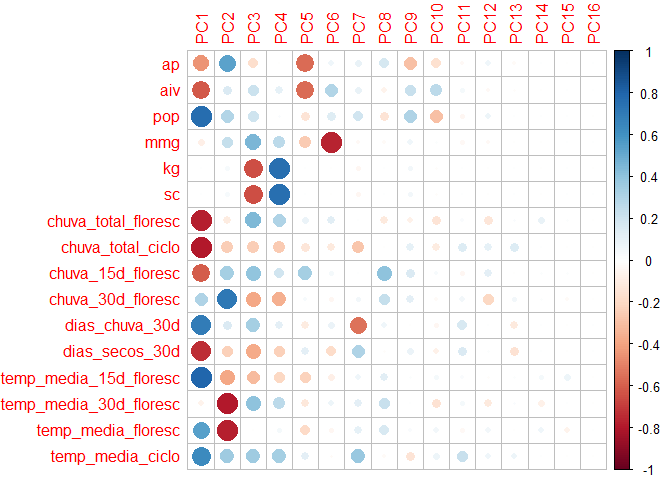 PC1 PC2 PC3 PC4 PC5 PC6 PC7 PC8 PC9 PC10 PC11 PC12 PC13 PC14 PC15 PC16
ap
aiv
pop
mmg
kg
sc
chuva_total_floresc
chuva_total_ciclo
chuva_15d_floresc
chuva_30d_floresc
dias_chuva_30d
dias_secos_30d
temp_media_15d_floresc
temp_media_30d_floresc
temp_media_floresc
temp_media_ciclo
1
0.8
0.6
0.4
0.2
0
-0.2
-0.4
-0.6
-0.8
-1